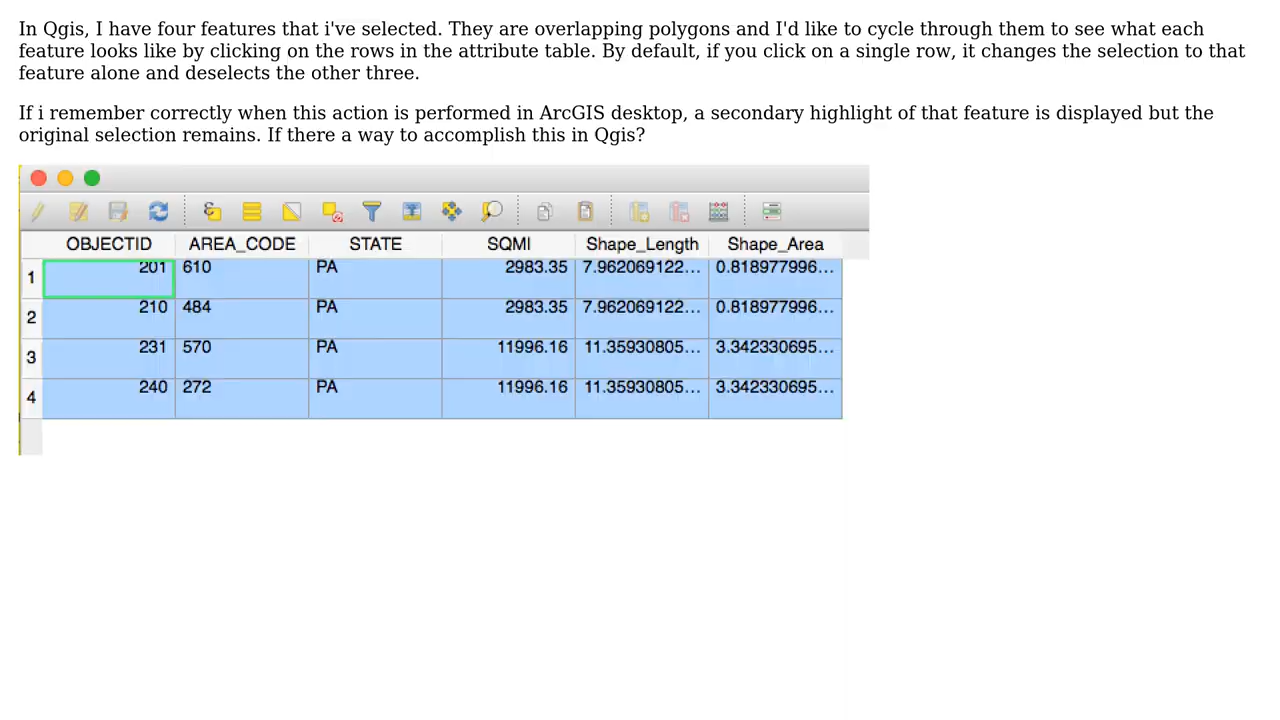 In Qgis, I have four features that i've selected. They are overlapping polygons and I'd like to cycle through them to see what each
feature looks like by clicking on the rows in the attribute table. By default, if you click on a single row, it changes the selection to that
feature alone and deselects the other three.
If i remember correctly when this action is performed in ArcGIS desktop, a secondary highlight of that feature is displayed but the
original selection remains. If there a way to accomplish this in Qgis?
OBJECTID AREA_CODE STATE SQMI Shape_Length Shape_Area
1 201 610 PA 2983.35 7.962069122... 0.818977996...
2 210 484 PA 2983.35 7.962069122... 0.818977996...
3 231 570 PA 11996.16 11.35930805... 3.342330695...
4 240 272 PA 11996.16 11.35930805... 3.342330695...